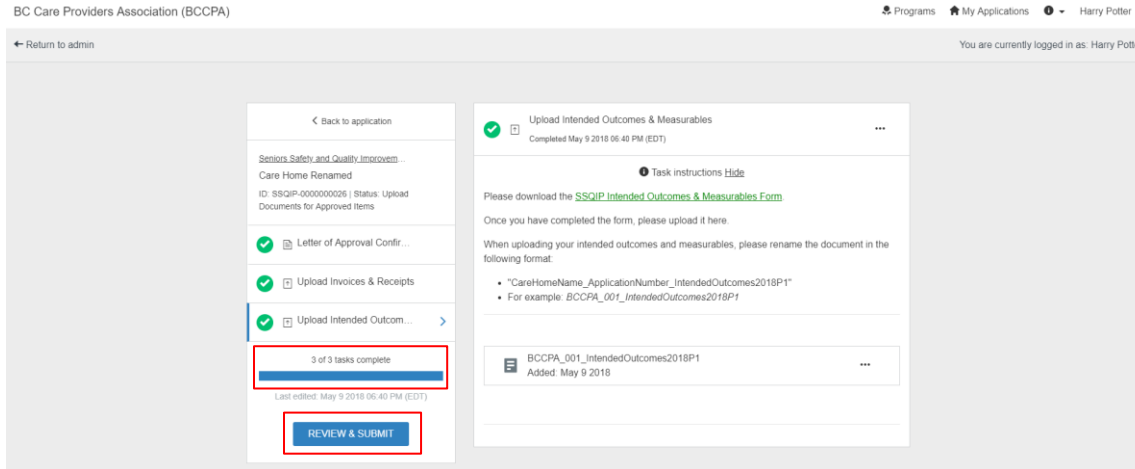 BC Care Providers Association (BCCPA)
Programs My Applications Harry Potter
Return to admin
You are currently logged in as: Harry Pott
Back to application
Seniors Safety and Quality Improvem...
Care Home Renamed
ID: SSQIP-0000000026 | Status: Upload
Documents for Approved Items
Letter of Approval Confir...
Upload Invoices & Receipts
Upload Intended Outcom...
3 of 3 tasks complete
Last edited: May 9 2018 06:40 PM (EDT)
REVIEW & SUBMIT
Upload Intended Outcomes & Measurables
Completed May 9 2018 06:40 PM (EDT)
Task instructions Hide
Please download the SSQIP Intended Outcomes & Measurables Form.
Once you have completed the form, please upload it here.
When uploading your intended outcomes and measurables, please rename the document in the
following format:
• "CareHomeName_ApplicationNumber_IntendedOutcomes2018P1"
• For example: BCCPA_001_IntendedOutcomes2018P1
BCCPA_001_IntendedOutcomes2018P1
Added: May 9 2018